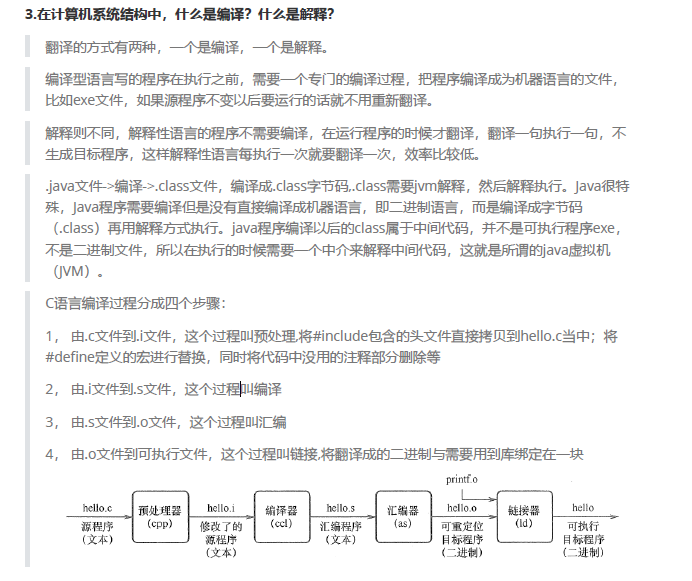 3.在计算机系统结构中，什么是编译？什么是解释？
翻译的方式有两种，一个是编译，一个是解释。
编译型语言写的程序在执行之前，需要一个专门的编译过程，把程序编译成为机器语言的文件，
比如exe文件，如果源程序不变以后要运行的话就不用重新翻译。
解释则不同，解释性语言的程序不需要编译，在运行程序的时候才翻译，翻译一句执行一句，不
生成目标程序，这样解释性语言每执行一次就要翻译一次，效率比较低。
.java文件->编译->.class文件，编译成.class字节码,.class需要jvm解释，然后解释执行。Java很特
殊，Java程序需要编译但是没有直接编译成机器语言，即二进制语言，而是编译成字节码
（.class）再用解释方式执行。java程序编译以后的class属于中间代码，并不是可执行程序exe，
不是二进制文件，所以在执行的时候需要一个中介来解释中间代码，这就是所谓的java虚拟机
（JVM）。
C语言编译过程分成四个步骤：
1， 由.c文件到.i文件，这个过程叫预处理,将#include包含的头文件直接拷贝到hello.c当中；将
#define定义的宏进行替换，同时将代码中没用的注释部分删除等
2， 由.i文件到.s文件，这个过程叫编译
3， 由.s文件到.o文件，这个过程叫汇编
4， 由.o文件到可执行文件，这个过程叫链接,将翻译成的二进制与需要用到库绑定在一块
printf.o
hello.c 预处理器 hello.i 编译器 hello.s 汇编器 hello.o 链接器 hello
源程序 (cpp) 修改了的 (ccl) 汇编程序 (as) 可重定位 (ld) 可执行
(文本) 源程序 (文本) 目标程序 目标程序
(文本) (二进制) (二进制)